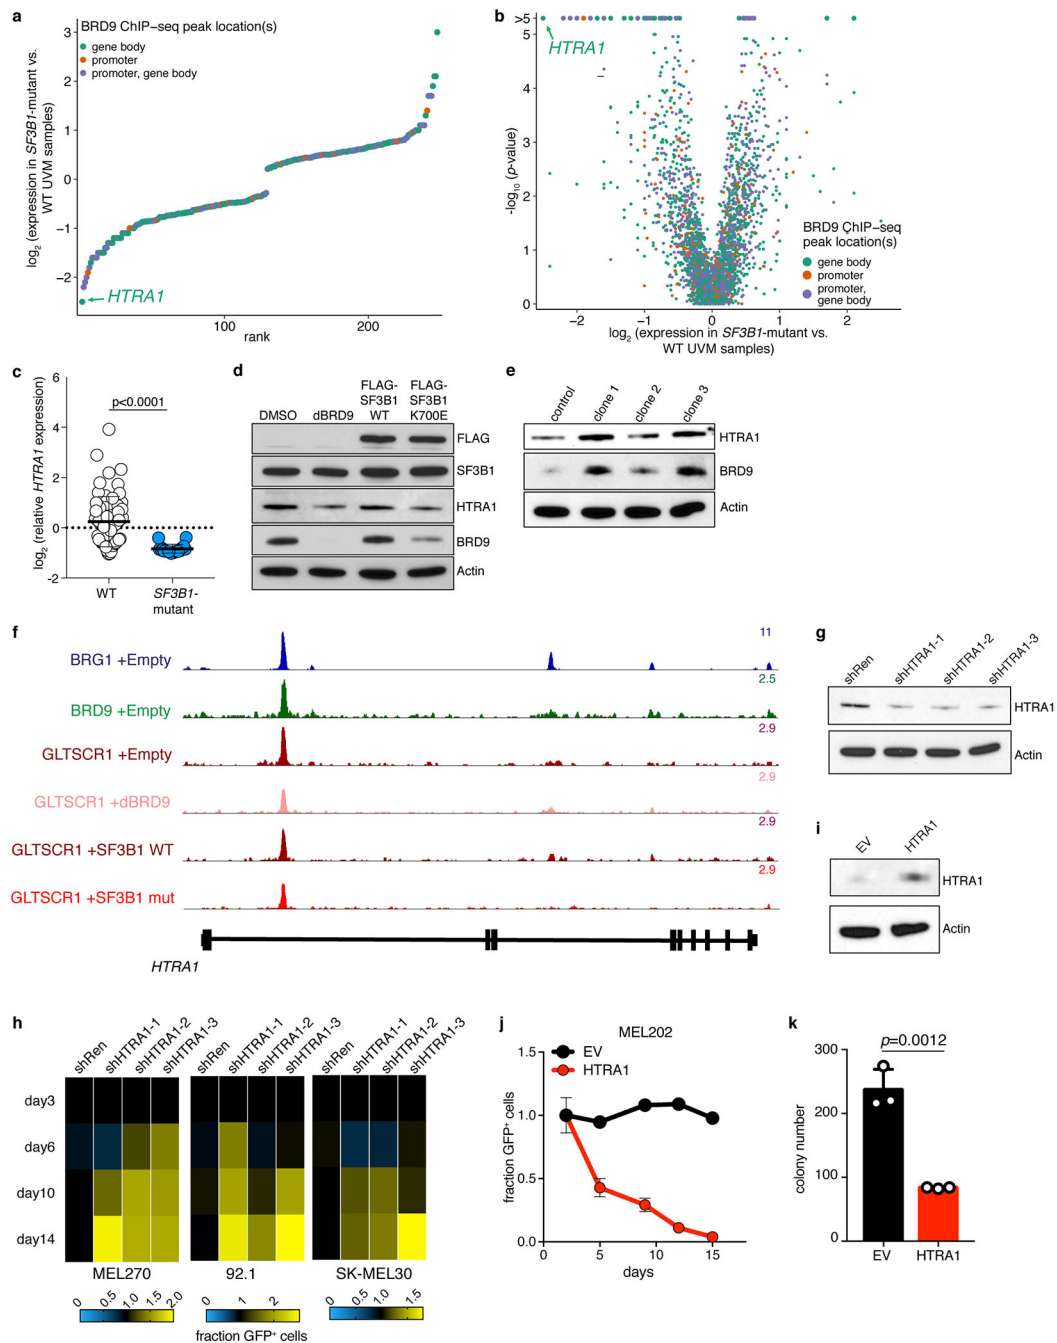 a
BRD9 ChIP-seq peak location(s)
gene body
promoter
promoter, gene body
log2 (expression in SF3B1-mutant vs.
WT UVM samples)
3
2
1
0
−1
−2
HTRA1
100
200
rank
b
>5
4
3
2
1
0
-log10 (p-value)
HTRA1
BRD9 ChIP−seq
peak location(s)
gene body
promoter
promoter,
gene body
−2
−1
0
1
2
log2 (expression in SF3B1-mutant vs.
WT UVM samples)
c
log2 (relative HTRA1 expression)
6
4
2
0
-2
p<0.0001
WT
SF3B1-
mutant
d
DMSO
dBRD9
FLAG-
SF3B1
WT
FLAG-
SF3B1
K700E
FLAG
SF3B1
HTRA1
BRD9
Actin
e
control
clone 1
clone 2
clone 3
HTRA1
BRD9
Actin
f
BRG1 +Empty
11
BRD9 +Empty
2.5
GLTSCR1 +Empty
2.9
GLTSCR1 +dBRD9
2.9
GLTSCR1 +SF3B1 WT
2.9
GLTSCR1 +SF3B1 mut
2.9
HTRA1
g
shRen
shHTRA1-1
shHTRA1-2
shHTRA1-3
HTRA1
Actin
i
EV
HTRA1
HTRA1
Actin
h
shRen
shHTRA1-1
shHTRA1-2
shHTRA1-3
shRen
shHTRA1-1
shHTRA1-2
shHTRA1-3
shRen
shHTRA1-1
shHTRA1-2
shHTRA1-3
day3
day6
day10
day14
MEL270
92.1
SK-MEL30
0
0.5
1.0
1.5
2.0
0
1
2
0
0.5
1.0
1.5
fraction GFP+ cells
j
MEL202
EV
HTRA1
fraction GFP+ cells
1.5
1.0
0.5
0.0
0
5
10
15
days
k
p=0.0012
colony number
300
200
100
0
EV
HTRA1